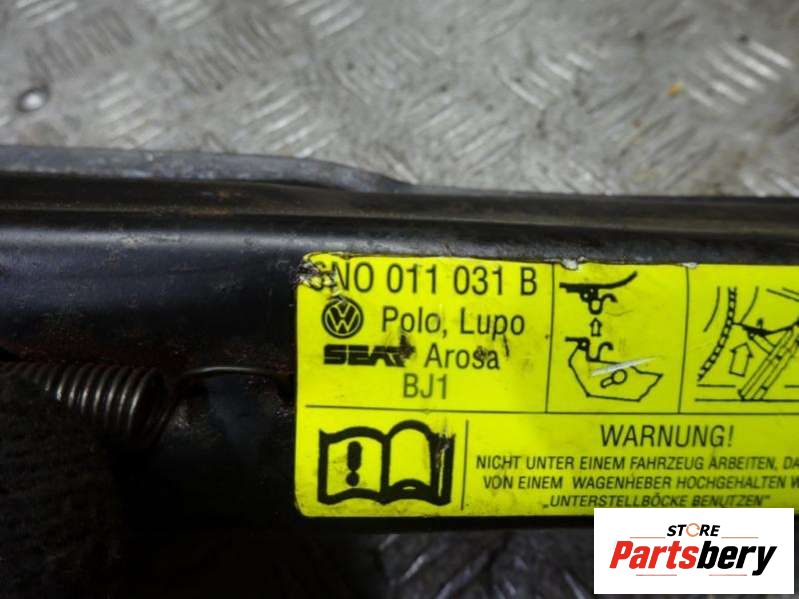 6N0 011 031 B
Polo, Lupo
SEAT Arosa
BJ1
WARNUNG!
NICHT UNTER EINEM FAHRZEUG ARBEITEN, DA
VON EINEM WAGENHEBER HOCHGEHALTEN W
„UNTERSTELLBÖCKE BENUTZEN"
STORE
Partsbery